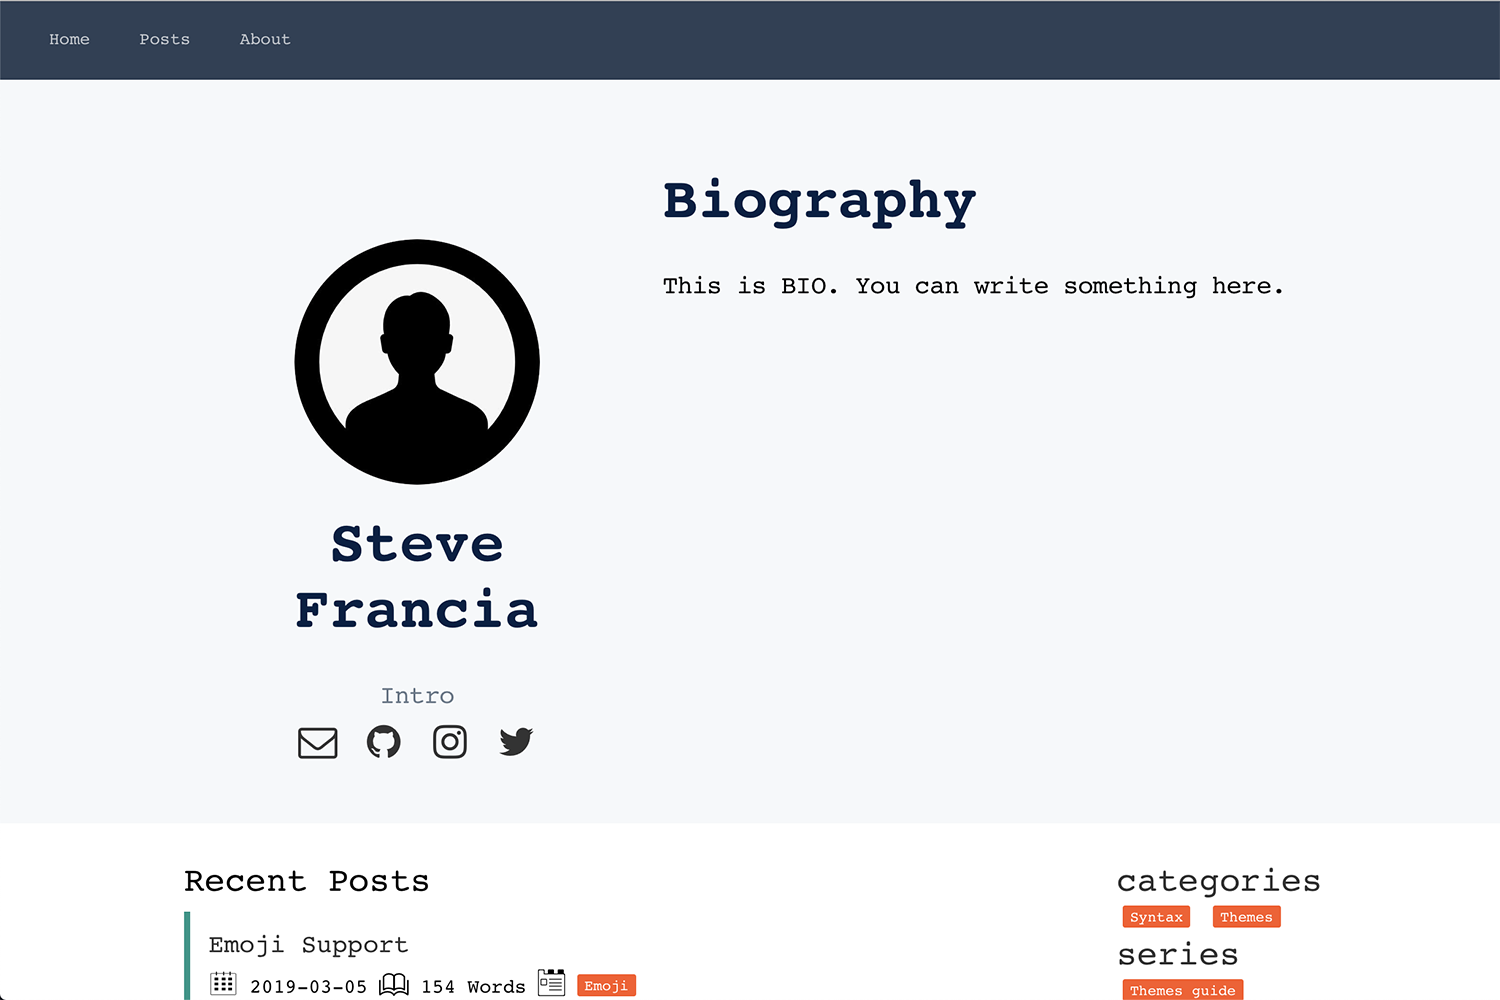 Home Posts About
Biography
This is BIO. You can write something here.
Steve
Francia
Intro
Recent Posts
Emoji Support
2019-03-05 154 Words Emoji
categories
Syntax Themes
series
Themes guide